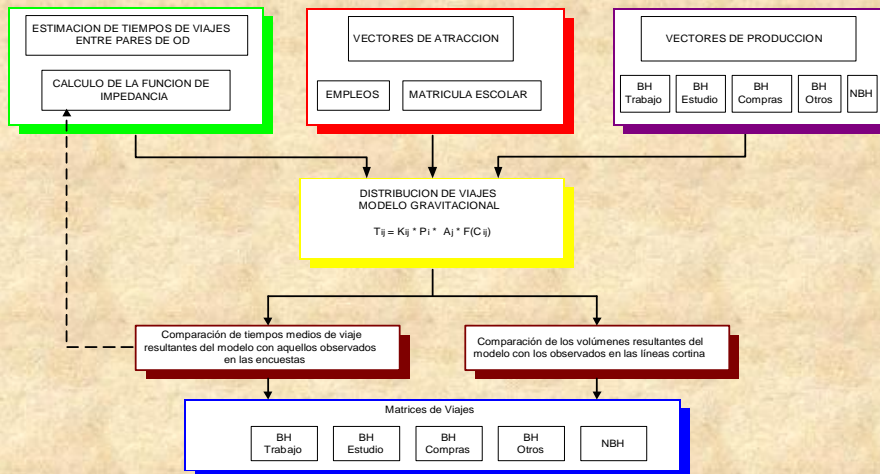 ESTIMACION DE TIEMPOS DE VIAJES
ENTRE PARES DE OD
CALCULO DE LA FUNCION DE
IMPEDANCIA
VECTORES DE ATRACCION
EMPLEOS
MATRICULA ESCOLAR
VECTORES DE PRODUCCION
BH
Trabajo
BH
Estudio
BH
Compras
BH
Otros
NBH
DISTRIBUCION DE VIAJES
MODELO GRAVITACIONAL
Tij = Kij * Pi * Aj * F(Cij)
Comparación de tiempos medios de viaje
resultantes del modelo con aquellos observados
en las encuestas
Comparación de los volúmenes resultantes del
modelo con los observados en las líneas cortina
Matrices de Viajes
BH
Trabajo
BH
Estudio
BH
Compras
BH
Otros
NBH